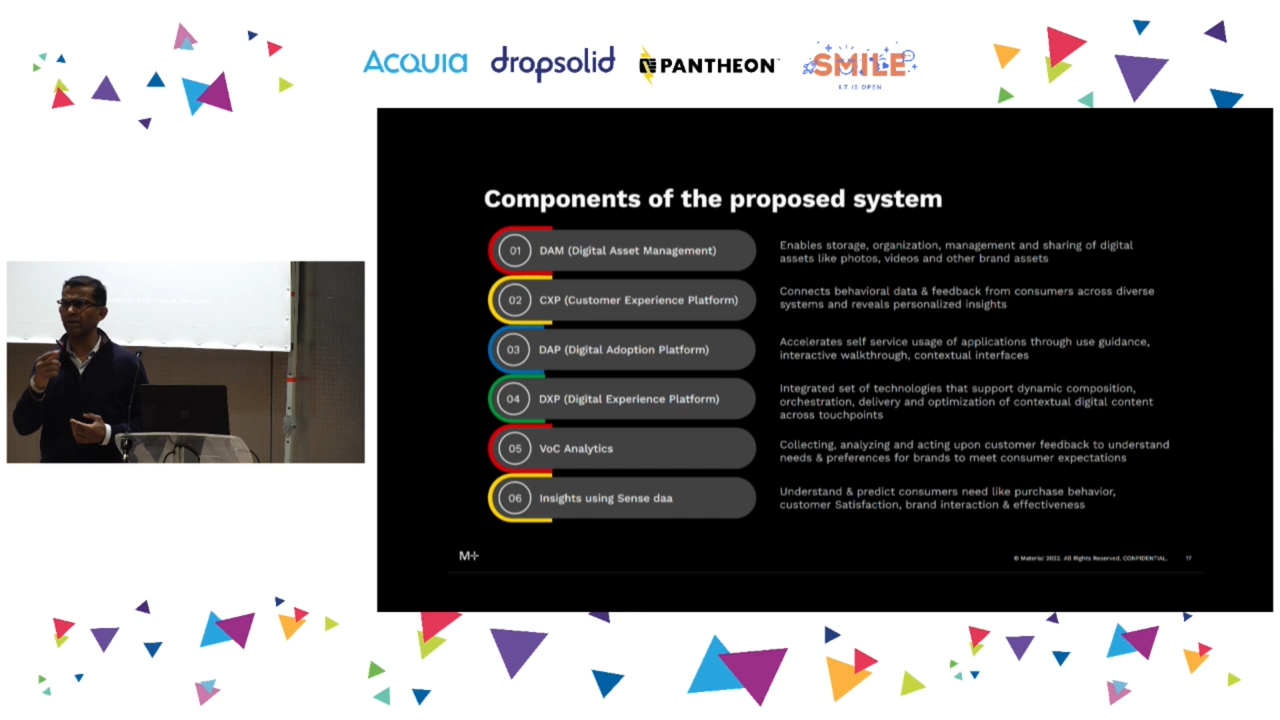 Acquia
dropsolid
PANTHEON
SMILE
IT IS OPEN
Components of the proposed system
01 DAM (Digital Asset Management)
Enables storage, organization, management and sharing of digital
assets like photos, videos and other brand assets
02 CXP (Customer Experience Platform)
Connects behavioral data & feedback from consumers across diverse
systems and reveals personalized insights
03 DAP (Digital Adoption Platform)
Accelerates self service usage of applications through use guidance,
interactive walkthrough, contextual interfaces
04 DXP (Digital Experience Platform)
Integrated set of technologies that support dynamic composition,
orchestration, delivery and optimization of contextual digital content
across touchpoints
05 VoC Analytics
Collecting, analyzing and acting upon customer feedback to understand
needs & preferences for brands to meet consumer expectations
06 Insights using Sense daa
Understand & predict consumers need like purchase behavior,
customer Satisfaction, brand interaction & effectiveness
M+
© Material 2022. All Rights Reserved. CONFIDENTIAL. 17